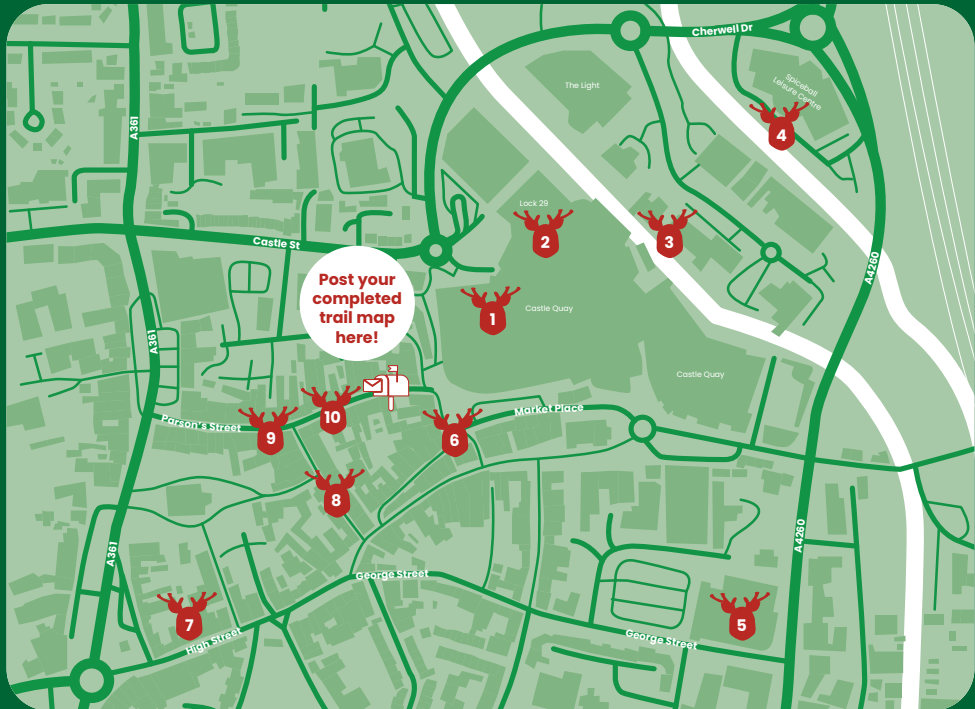 Cherwell Dr
The Light
Spiceball
Leisure Centre
4
A361
Lock 29
2
3
Castle St
A4260
Post your
completed
trail map
here!
1
Castle Quay
A361
Castle Quay
10
Market Place
Parson's Street
9
6
8
A361
A4260
George Street
7
5
High Street
George Street